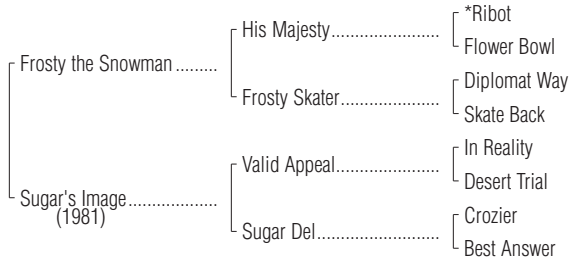 *Ribot
His Majesty....................
Flower Bowl
Frosty the Snowman .........
Diplomat Way
Frosty Skater..................
Skate Back
In Reality
Valid Appeal...................
Desert Trial
Sugar's Image.................
(1981)
Crozier
Sugar Del......................
Best Answer